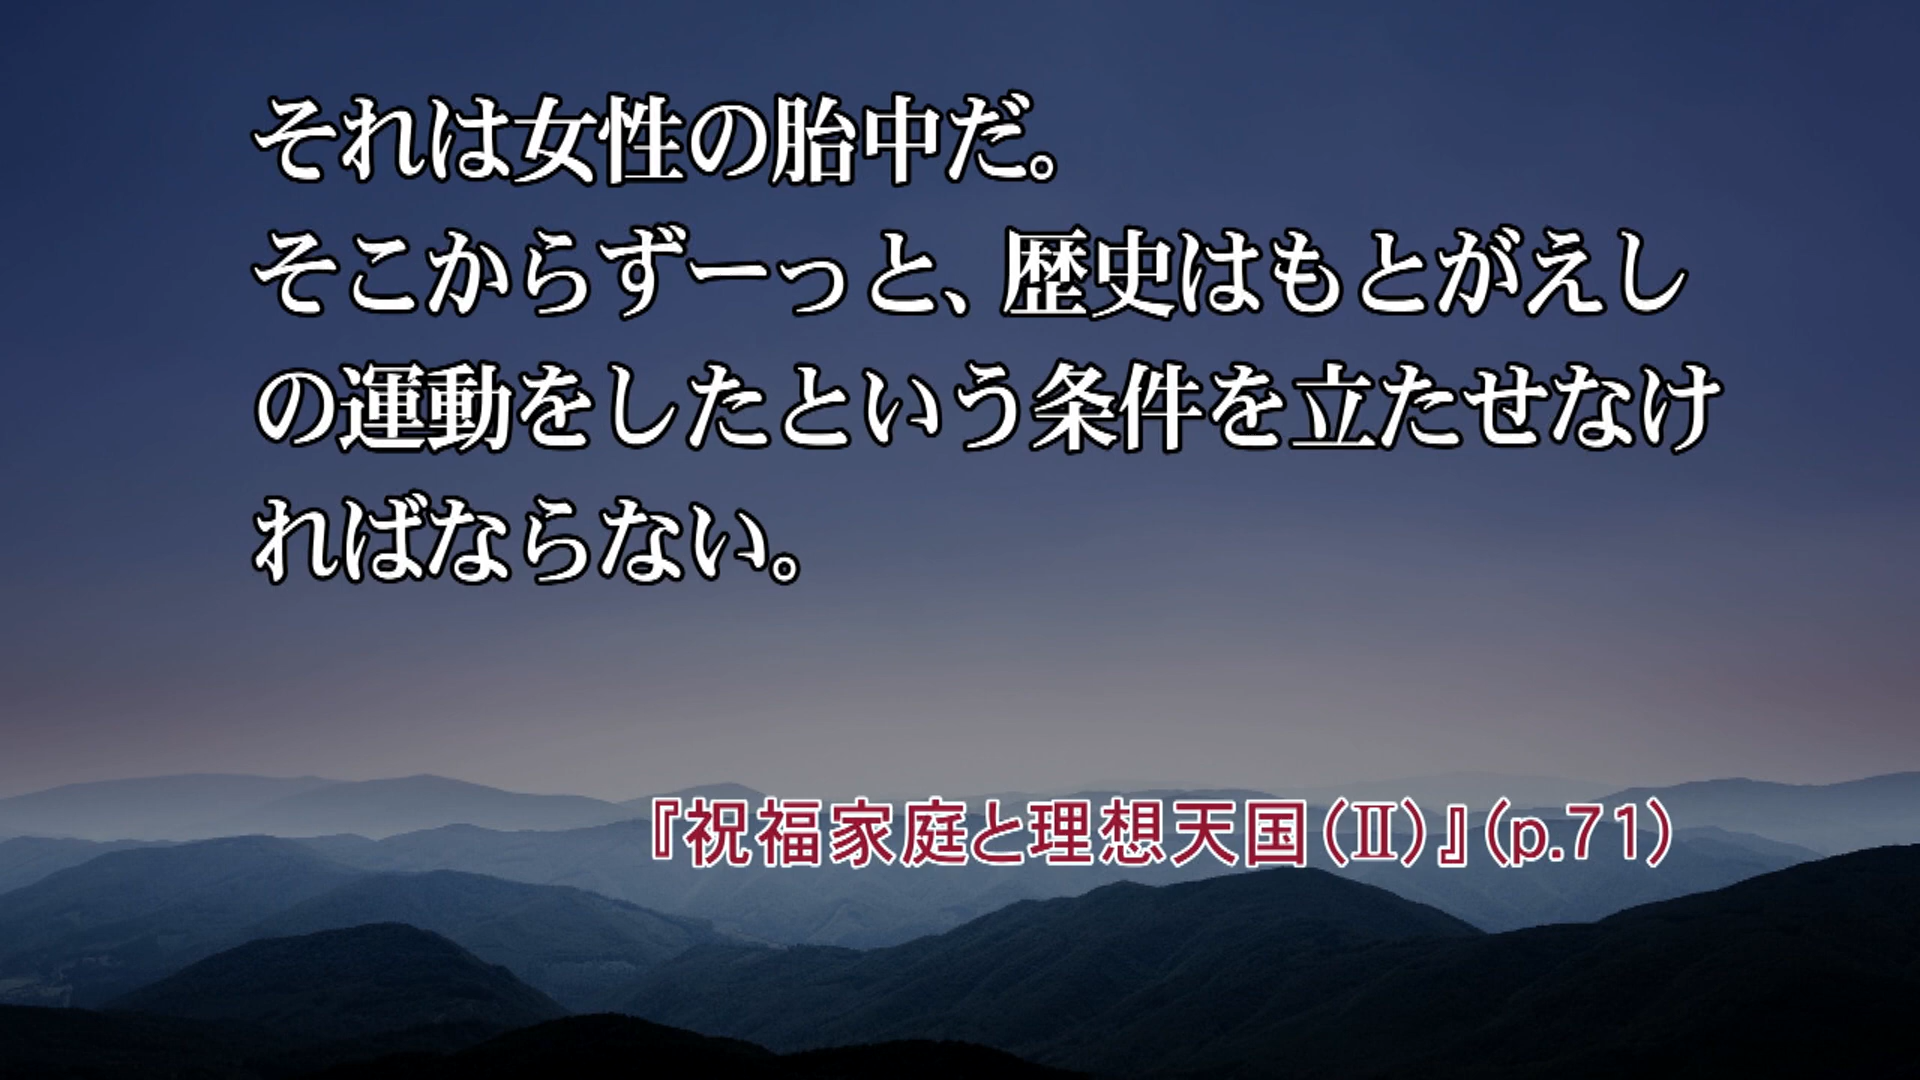 それは女性の胎中だ。
そこからずーっと、歴史はもとがえし
の運動をしたという条件を立たせなけ
ればならない。
『祝福家庭と理想天国（Ⅱ）』（p.71）